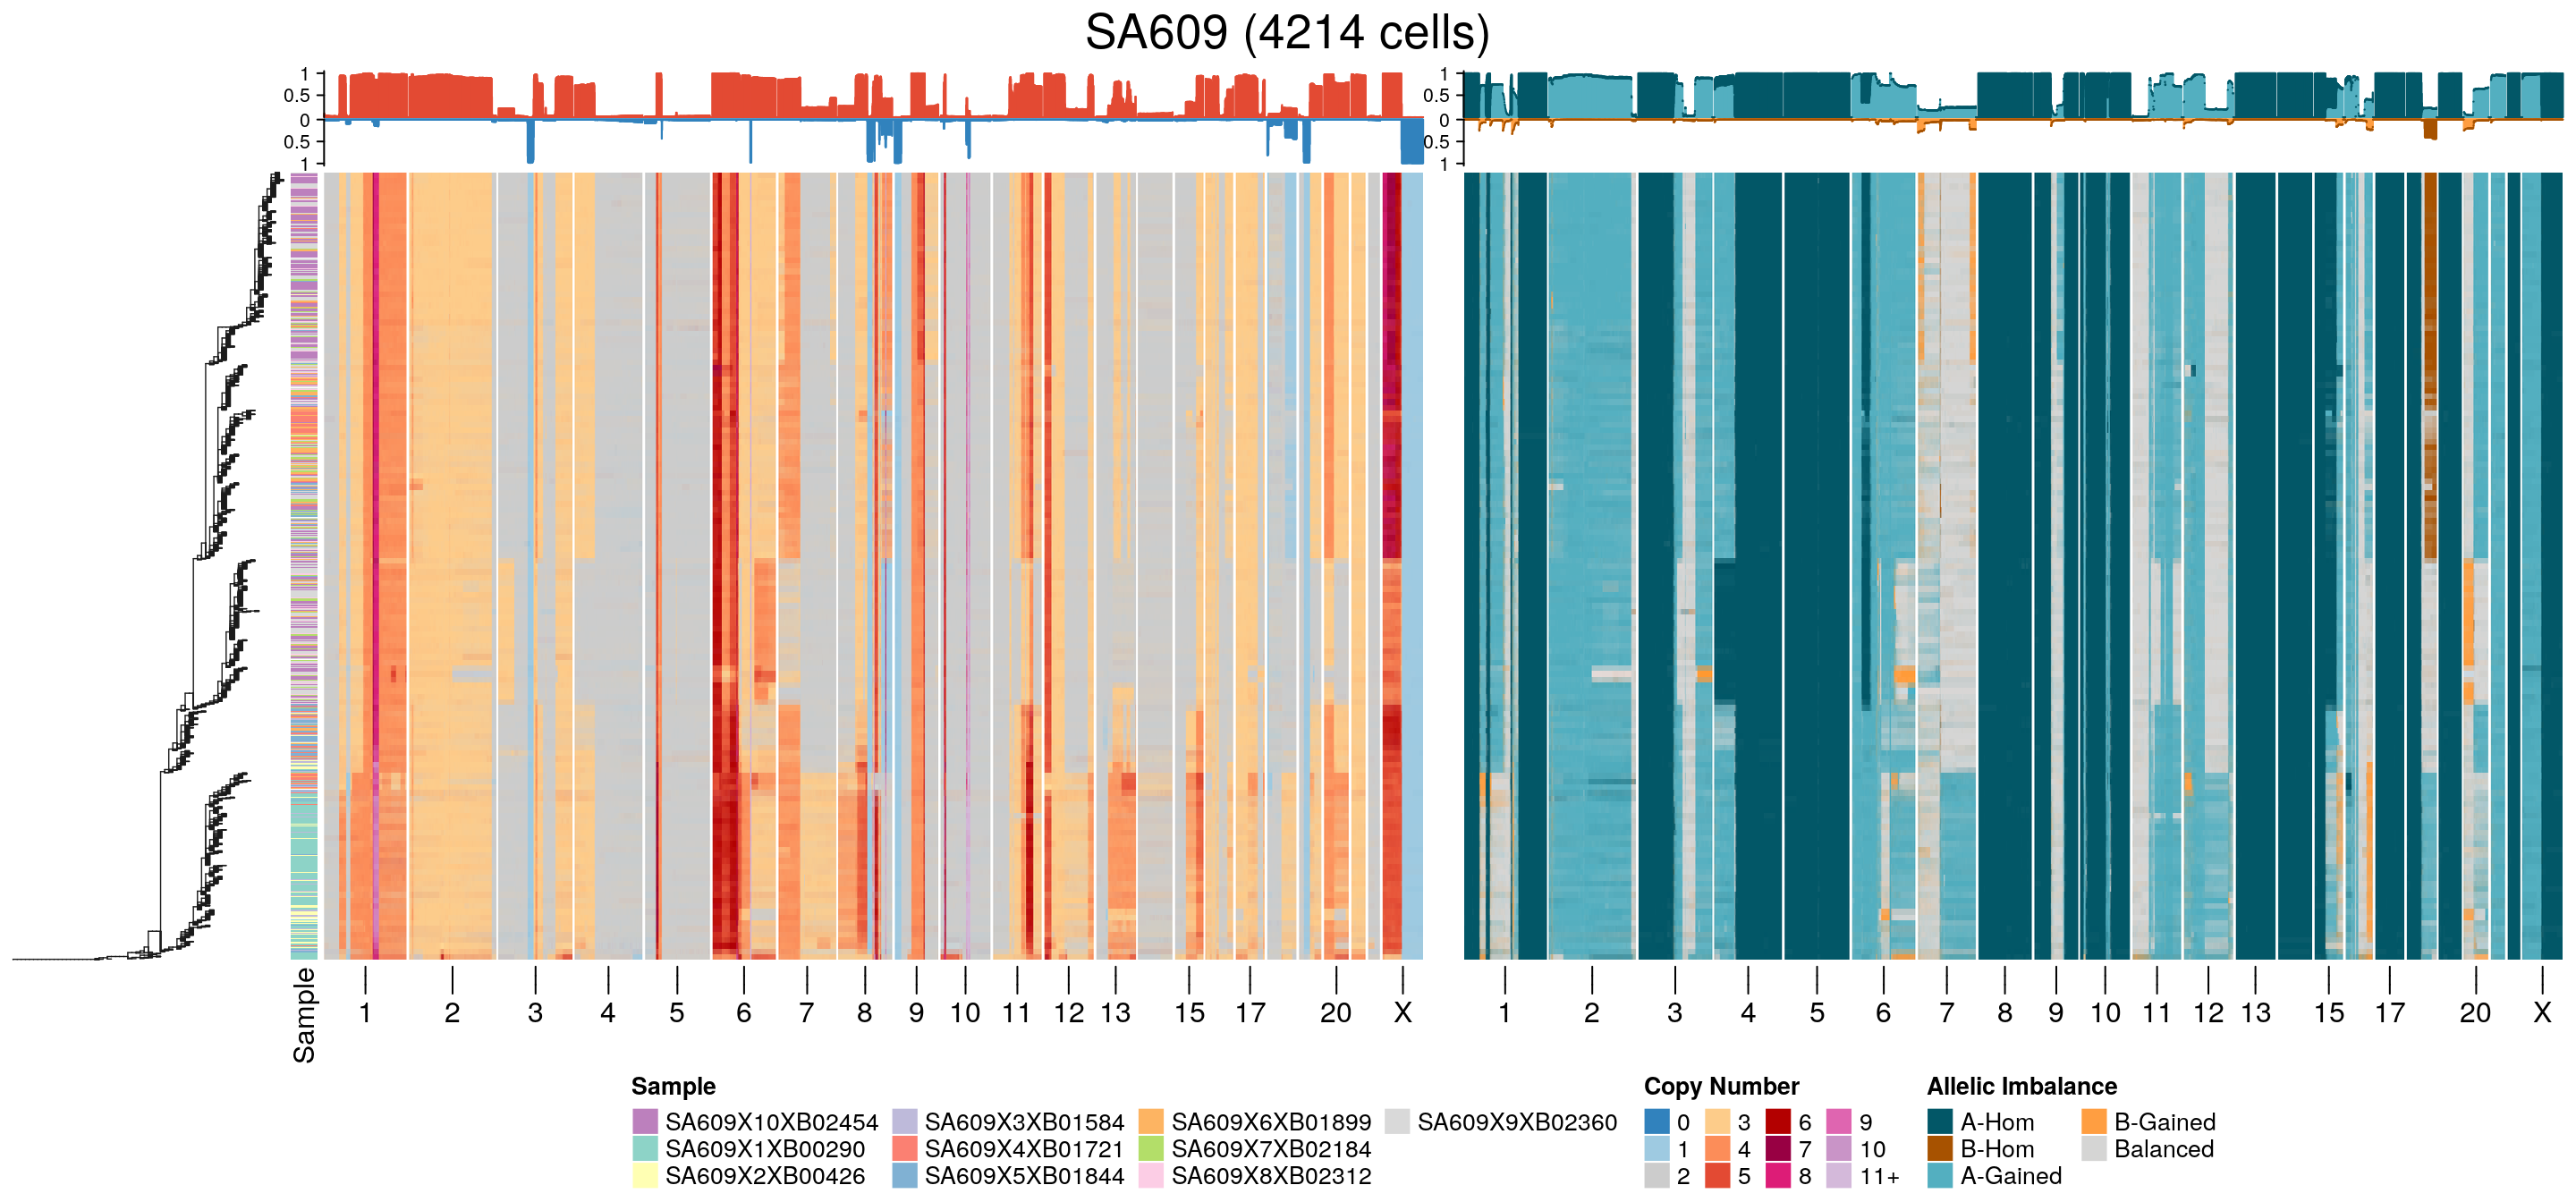 SA609 (4214 cells)
1
0.5
0
0.5
1
1
0.5
0
0.5
1
Sample
1 2 3 4 5 6 7 8 9 10 11 12 13 15 17 20 X
1 2 3 4 5 6 7 8 9 10 11 12 13 15 17 20 X
Sample
SA609X10XB02454 SA609X3XB01584 SA609X6XB01899 SA609X9XB02360
SA609X1XB00290 SA609X4XB01721 SA609X7XB02184
SA609X2XB00426 SA609X5XB01844 SA609X8XB02312
Copy Number
0 3 6 9
1 4 7 10
2 5 8 11+
Allelic Imbalance
A-Hom B-Gained
B-Hom Balanced
A-Gained